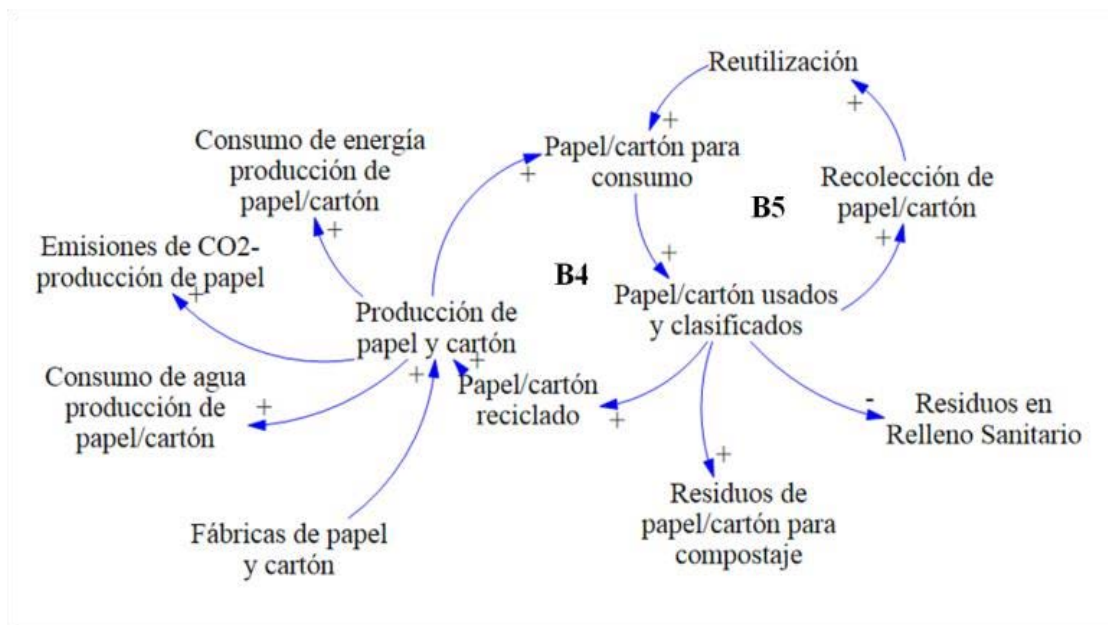 Reutilización
+
+
Consumo de energía
producción de
papel/cartón
+
Papel/cartón para
consumo
+
Recolección de
papel/cartón
+
B5
Emisiones de CO2-
producción de papel
+
B4
+
Papel/cartón usados
y clasificados
Producción de
papel y cartón
+
+
Consumo de agua
producción de
papel/cartón
+
Papel/cartón
reciclado
+
-
Residuos en
Relleno Sanitario
+
Residuos de
papel/cartón para
compostaje
Fábricas de papel
y cartón